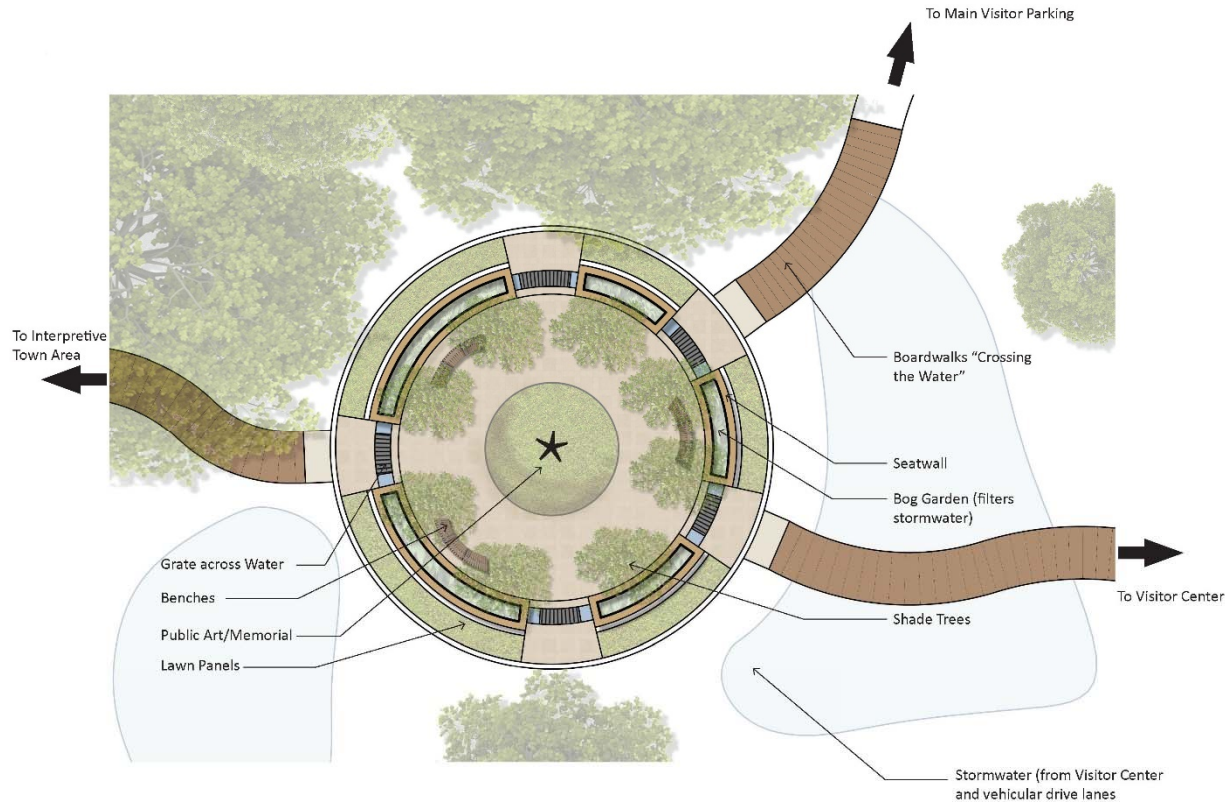 To Main Visitor Parking
To Interpretive
Town Area
Boardwalks “Crossing
the Water”
Seatwall
Bog Garden (filters
stormwater)
Grate across Water
Benches
Public Art/Memorial
Lawn Panels
To Visitor Center
Shade Trees
Stormwater (from Visitor Center
and vehicular drive lanes